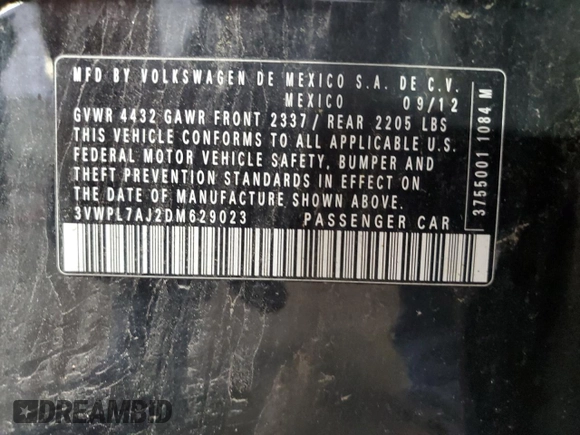 MFD BY VOLKSWAGEN DE MEXICO S.A. DE C.V.
MEXICO 09/12
GVWR 4432 GAWR FRONT 2337/ REAR 2205 LBS
THIS VEHICLE CONFORMS TO ALL APPLICABLE U.S.
FEDERAL MOTOR VEHICLE SAFETY, BUMPER AND
THEFT PREVENTION STANDARDS IN EFFECT ON
THE DATE OF MANUFACTURE SHOWN ABOVE.
3VWPL7AJ2DM629023 PASSENGER CAR
3755001 1084 M
DREAMBID